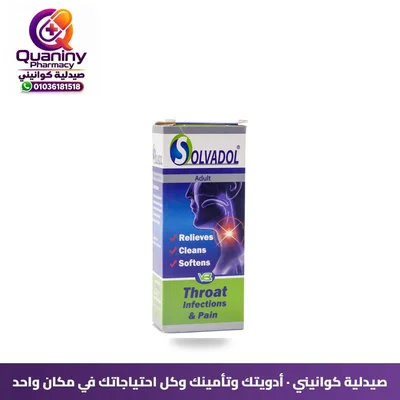 Quaniny
Pharmacy
صيدلية كوانيني
01036181518
SOLVADOL®
Adult
Relieves
Cleans
Softens
Throat
Infections
& Pain
صيدلية كوانيني · أدويتك وتأمينك وكل احتياجاتك في مكان واحد